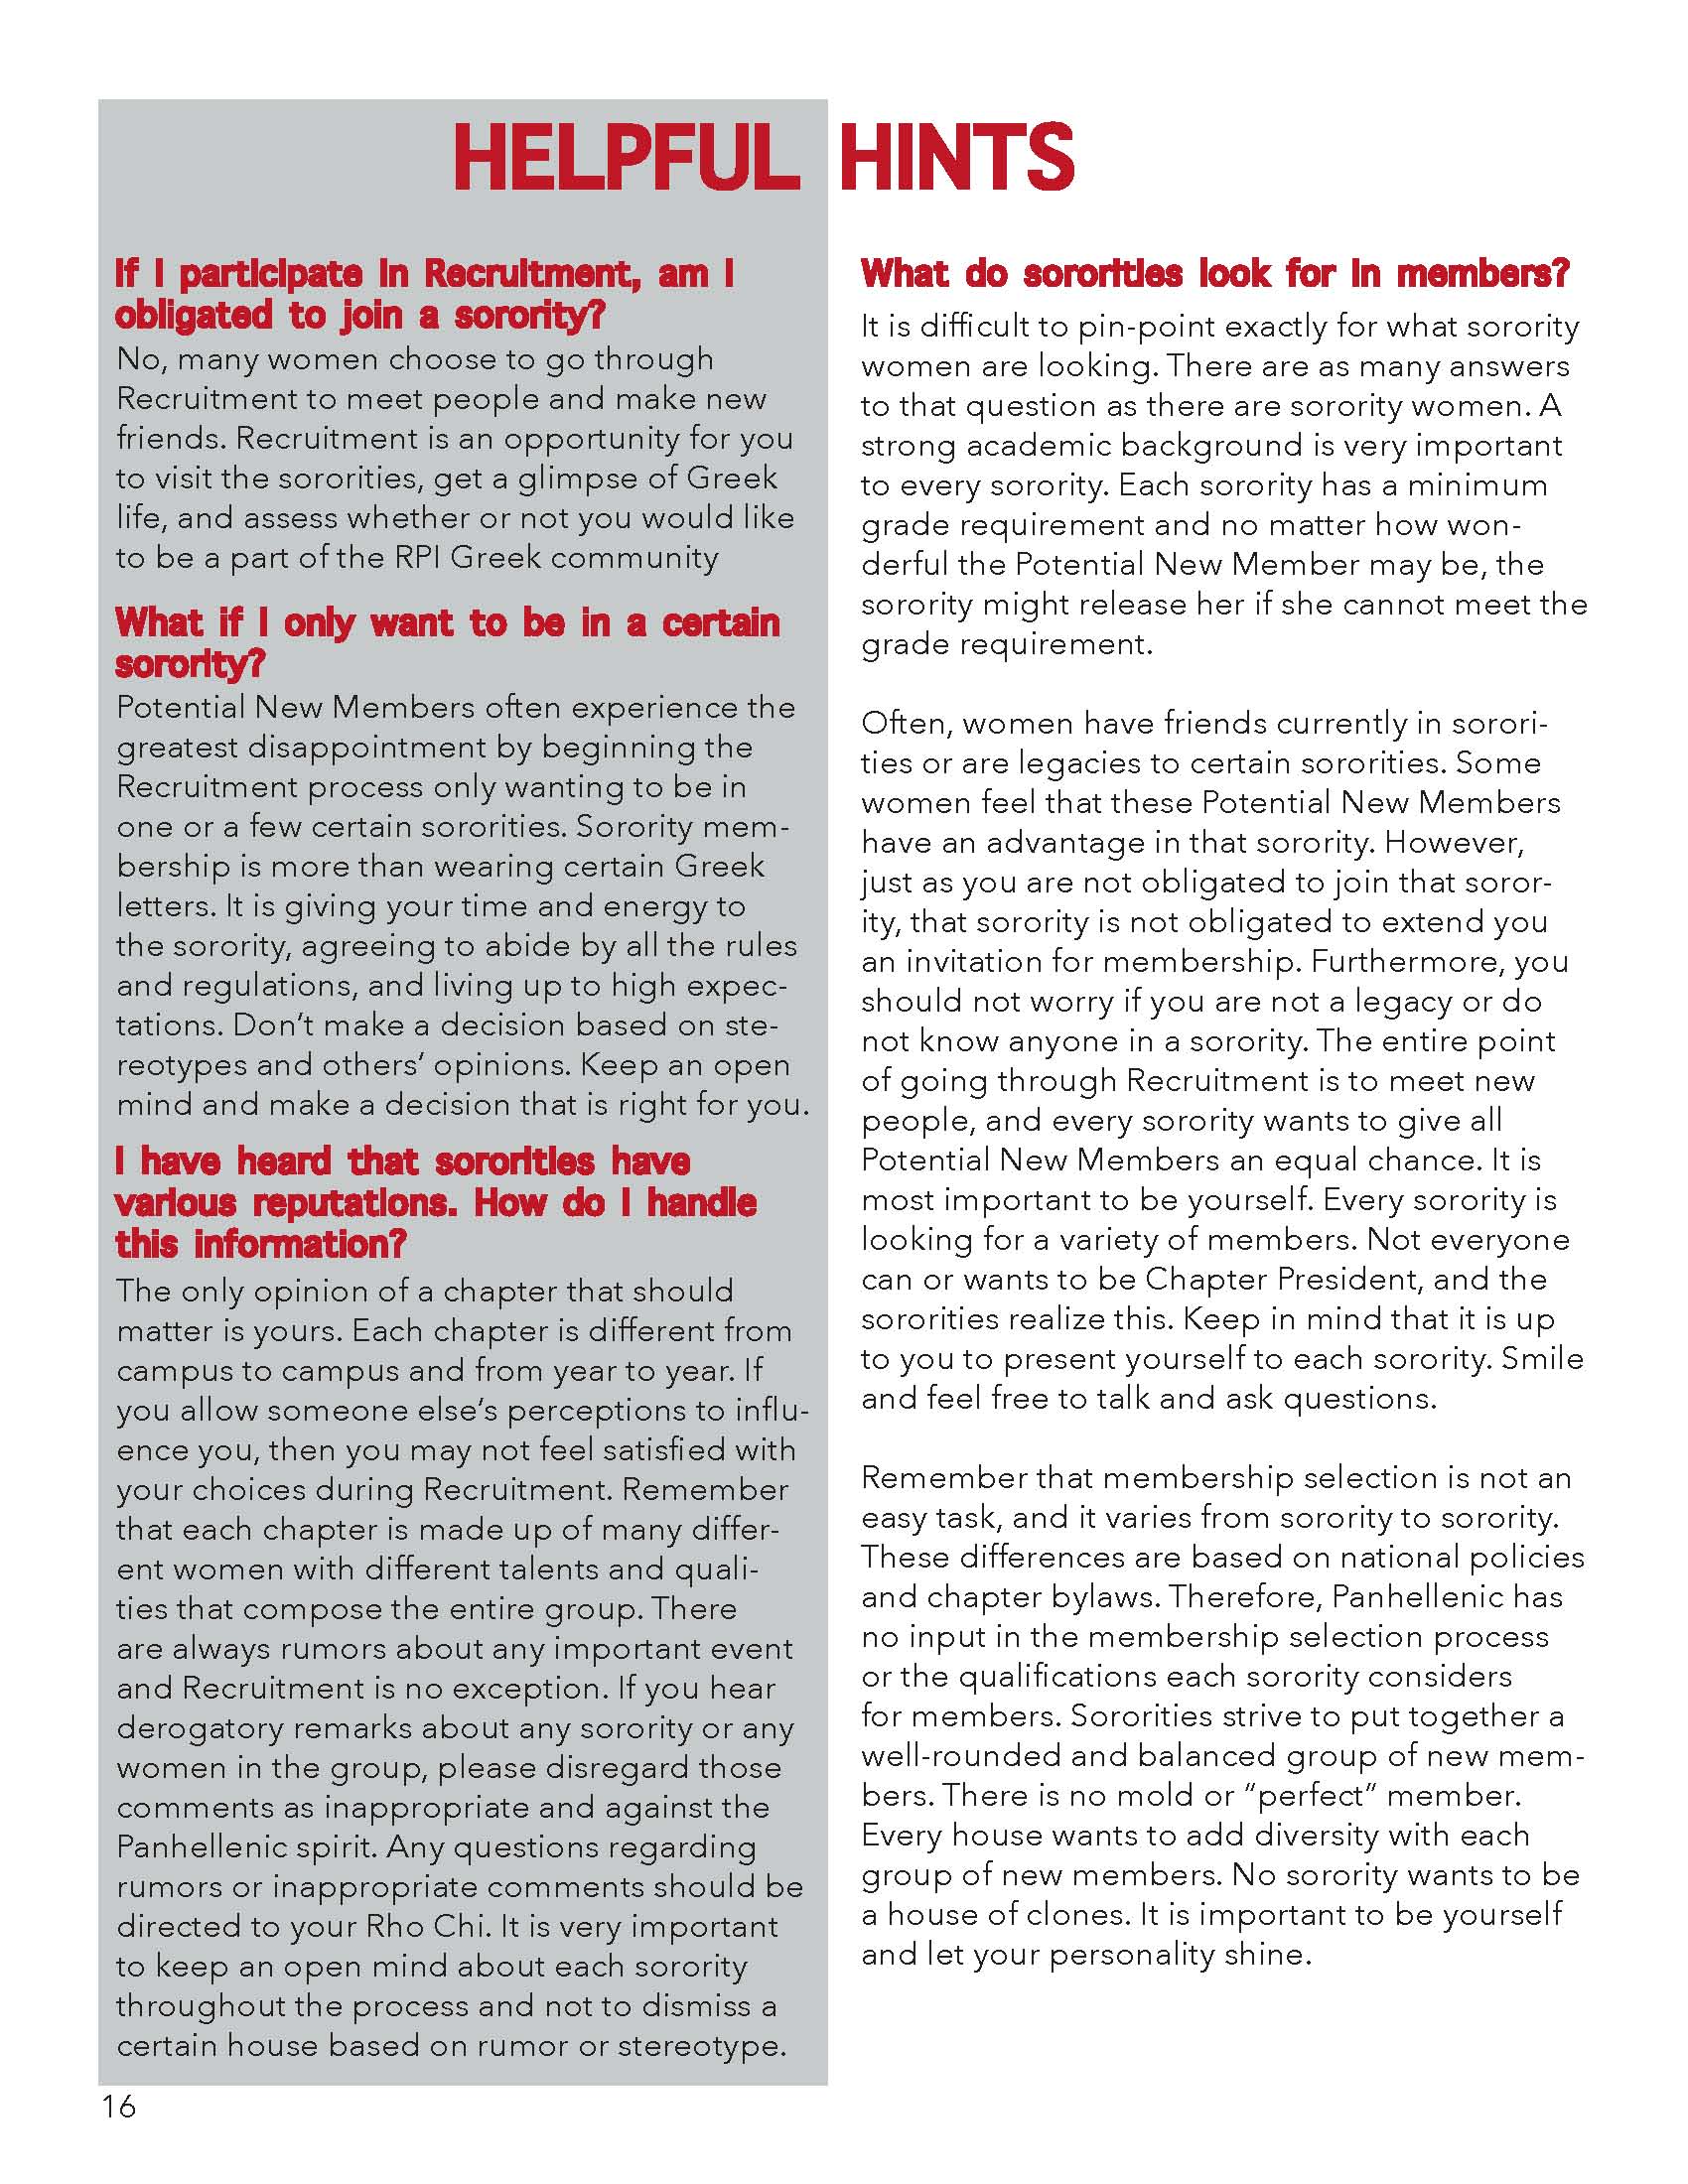 HELPFUL HINTS
If I participate in Recruitment, am I
obligated to join a sorority?
No, many women choose to go through
Recruitment to meet people and make new
friends. Recruitment is an opportunity for you
to visit the sororities, get a glimpse of Greek
life, and assess whether or not you would like
to be a part of the RPI Greek community
What if I only want to be in a certain
sorority?
Potential New Members often experience the
greatest disappointment by beginning the
Recruitment process only wanting to be in
one or a few certain sororities. Sorority mem-
bership is more than wearing certain Greek
letters. It is giving your time and energy to
the sorority, agreeing to abide by all the rules
and regulations, and living up to high expec-
tations. Don’t make a decision based on ste-
reotypes and others’ opinions. Keep an open
mind and make a decision that is right for you.
I have heard that sororities have
various reputations. How do I handle
this information?
The only opinion of a chapter that should
matter is yours. Each chapter is different from
campus to campus and from year to year. If
you allow someone else’s perceptions to influ-
ence you, then you may not feel satisfied with
your choices during Recruitment. Remember
that each chapter is made up of many differ-
ent women with different talents and quali-
ties that compose the entire group. There
are always rumors about any important event
and Recruitment is no exception. If you hear
derogatory remarks about any sorority or any
women in the group, please disregard those
comments as inappropriate and against the
Panhellenic spirit. Any questions regarding
rumors or inappropriate comments should be
directed to your Rho Chi. It is very important
to keep an open mind about each sorority
throughout the process and not to dismiss a
certain house based on rumor or stereotype.
What do sororities look for in members?
It is difficult to pin-point exactly for what sorority
women are looking. There are as many answers
to that question as there are sorority women. A
strong academic background is very important
to every sorority. Each sorority has a minimum
grade requirement and no matter how won-
derful the Potential New Member may be, the
sorority might release her if she cannot meet the
grade requirement.
Often, women have friends currently in sorori-
ties or are legacies to certain sororities. Some
women feel that these Potential New Members
have an advantage in that sorority. However,
just as you are not obligated to join that soror-
ity, that sorority is not obligated to extend you
an invitation for membership. Furthermore, you
should not worry if you are not a legacy or do
not know anyone in a sorority. The entire point
of going through Recruitment is to meet new
people, and every sorority wants to give all
Potential New Members an equal chance. It is
most important to be yourself. Every sorority is
looking for a variety of members. Not everyone
can or wants to be Chapter President, and the
sororities realize this. Keep in mind that it is up
to you to present yourself to each sorority. Smile
and feel free to talk and ask questions.
Remember that membership selection is not an
easy task, and it varies from sorority to sorority.
These differences are based on national policies
and chapter bylaws. Therefore, Panhellenic has
no input in the membership selection process
or the qualifications each sorority considers
for members. Sororities strive to put together a
well-rounded and balanced group of new mem-
bers. There is no mold or “perfect” member.
Every house wants to add diversity with each
group of new members. No sorority wants to be
a house of clones. It is important to be yourself
and let your personality shine.
16